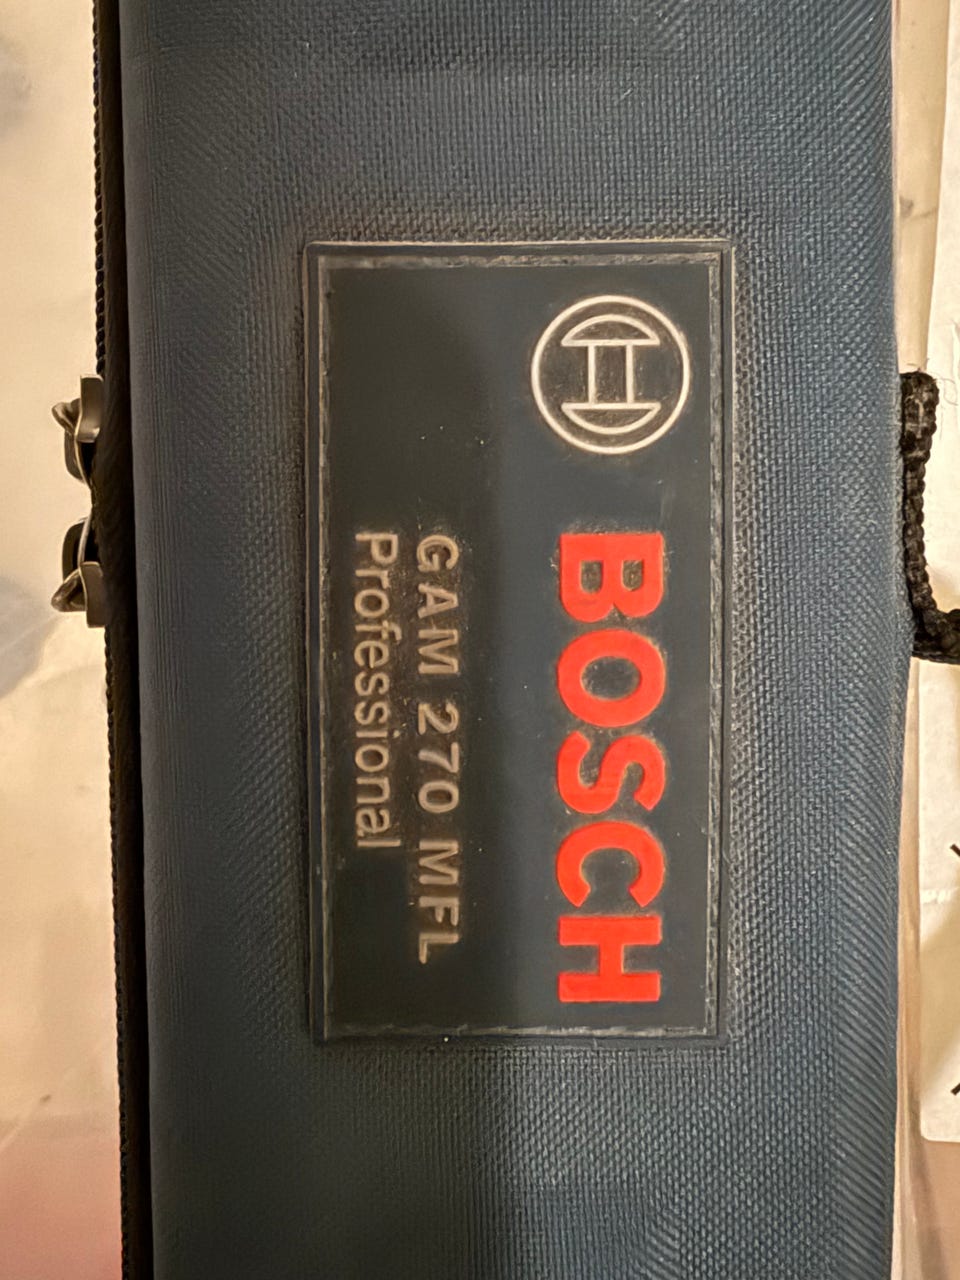 BOSCH
GAM 270 MFL
Professional